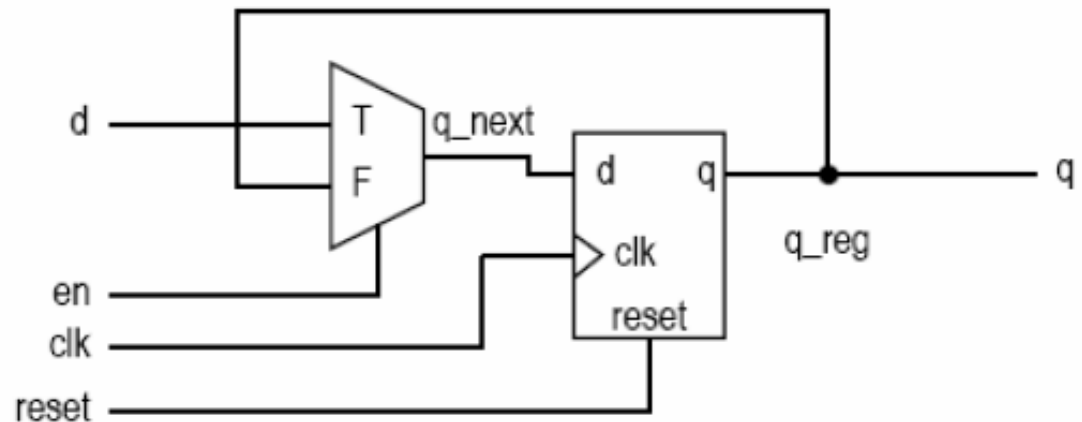 d
T
q_next
F
d
q
q
clk
q_reg
en
reset
clk
reset